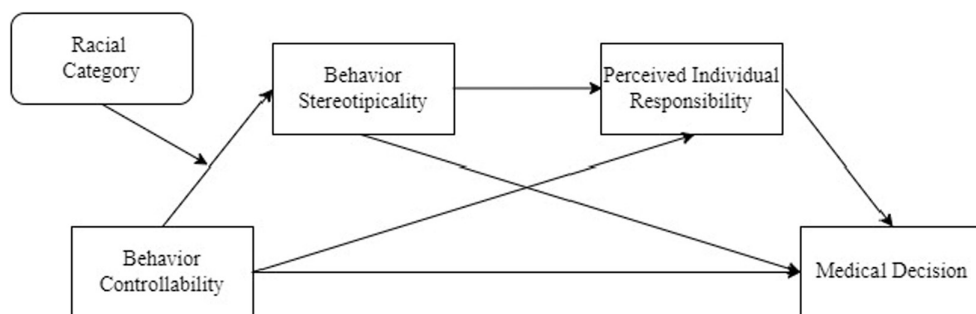 Racial
Category
Behavior
Stereotipicality
Perceived Individual
Responsibility
Behavior
Controllability
Medical Decision